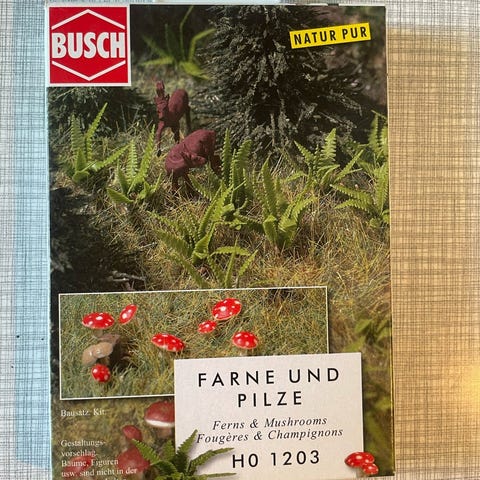 BUSCH
NATUR PUR
FARNE UND
PILZE
Ferns & Mushrooms
Fougères & Champignons
H0 1203
Bausatz. Kit.
Gestaltungs-
vorschlag.
Bäume, Figuren
usw. sind nicht in der